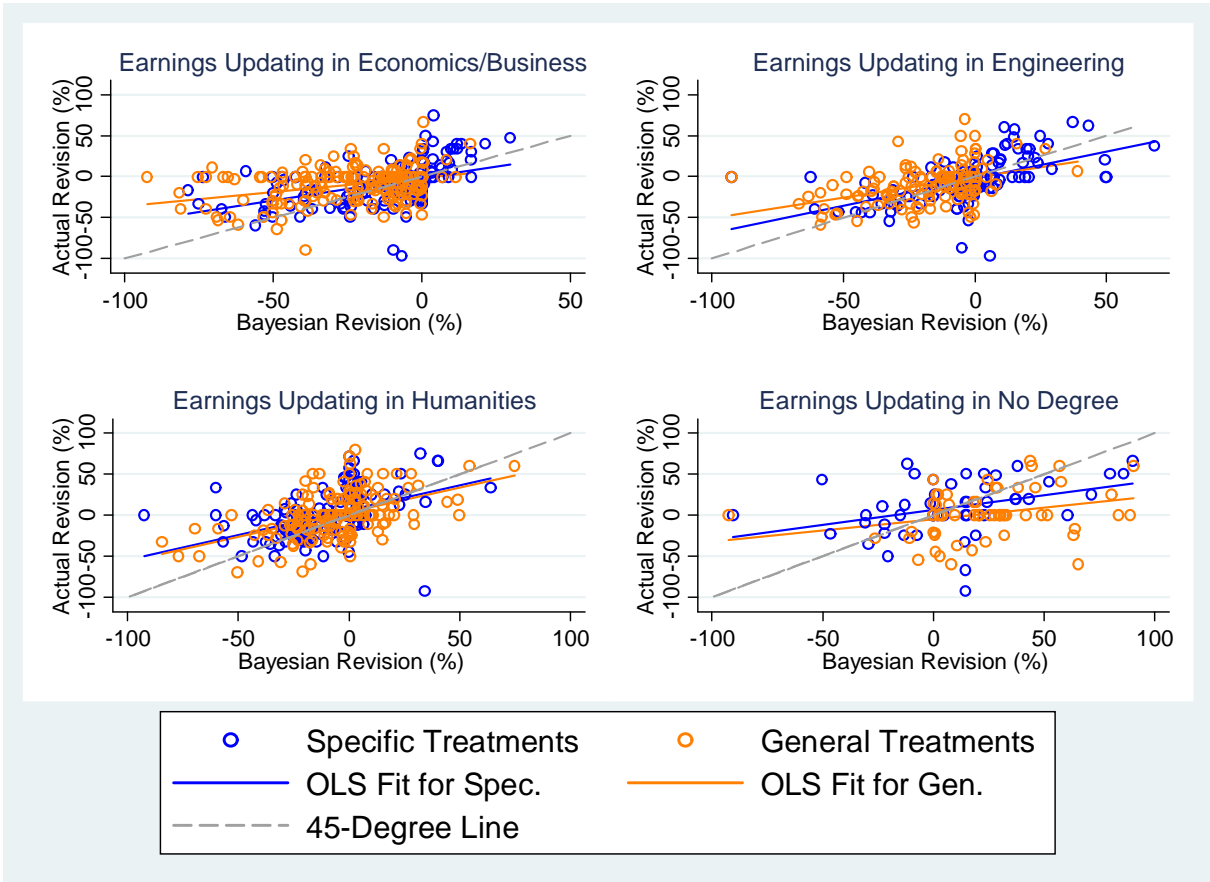 Earnings Updating in Economics/Business
Actual Revision (%)
-100 -50 0 50 100
-100 -50 0 50
Bayesian Revision (%)
Earnings Updating in Engineering
Actual Revision (%)
-100 -50 0 50 100
-100 -50 0 50
Bayesian Revision (%)
Earnings Updating in Humanities
Actual Revision (%)
-100 -50 0 50 100
-100 -50 0 50 100
Bayesian Revision (%)
Earnings Updating in No Degree
Actual Revision (%)
-100 -50 0 50 100
-100 -50 0 50 100
Bayesian Revision (%)
Specific Treatments
General Treatments
OLS Fit for Spec.
OLS Fit for Gen.
45-Degree Line